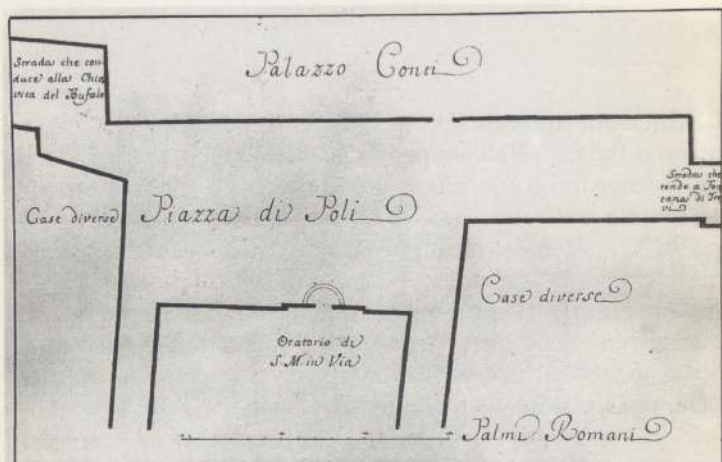 Palazzo Conti
Strada che con-
duce alla Chia
vica del Bufalo
Strada che
tende a Fon
tana di Tre
vi
Case diverse
Piazza di Poli
Case diverse
Oratorio di
S. M. in Via
Palmi Romani